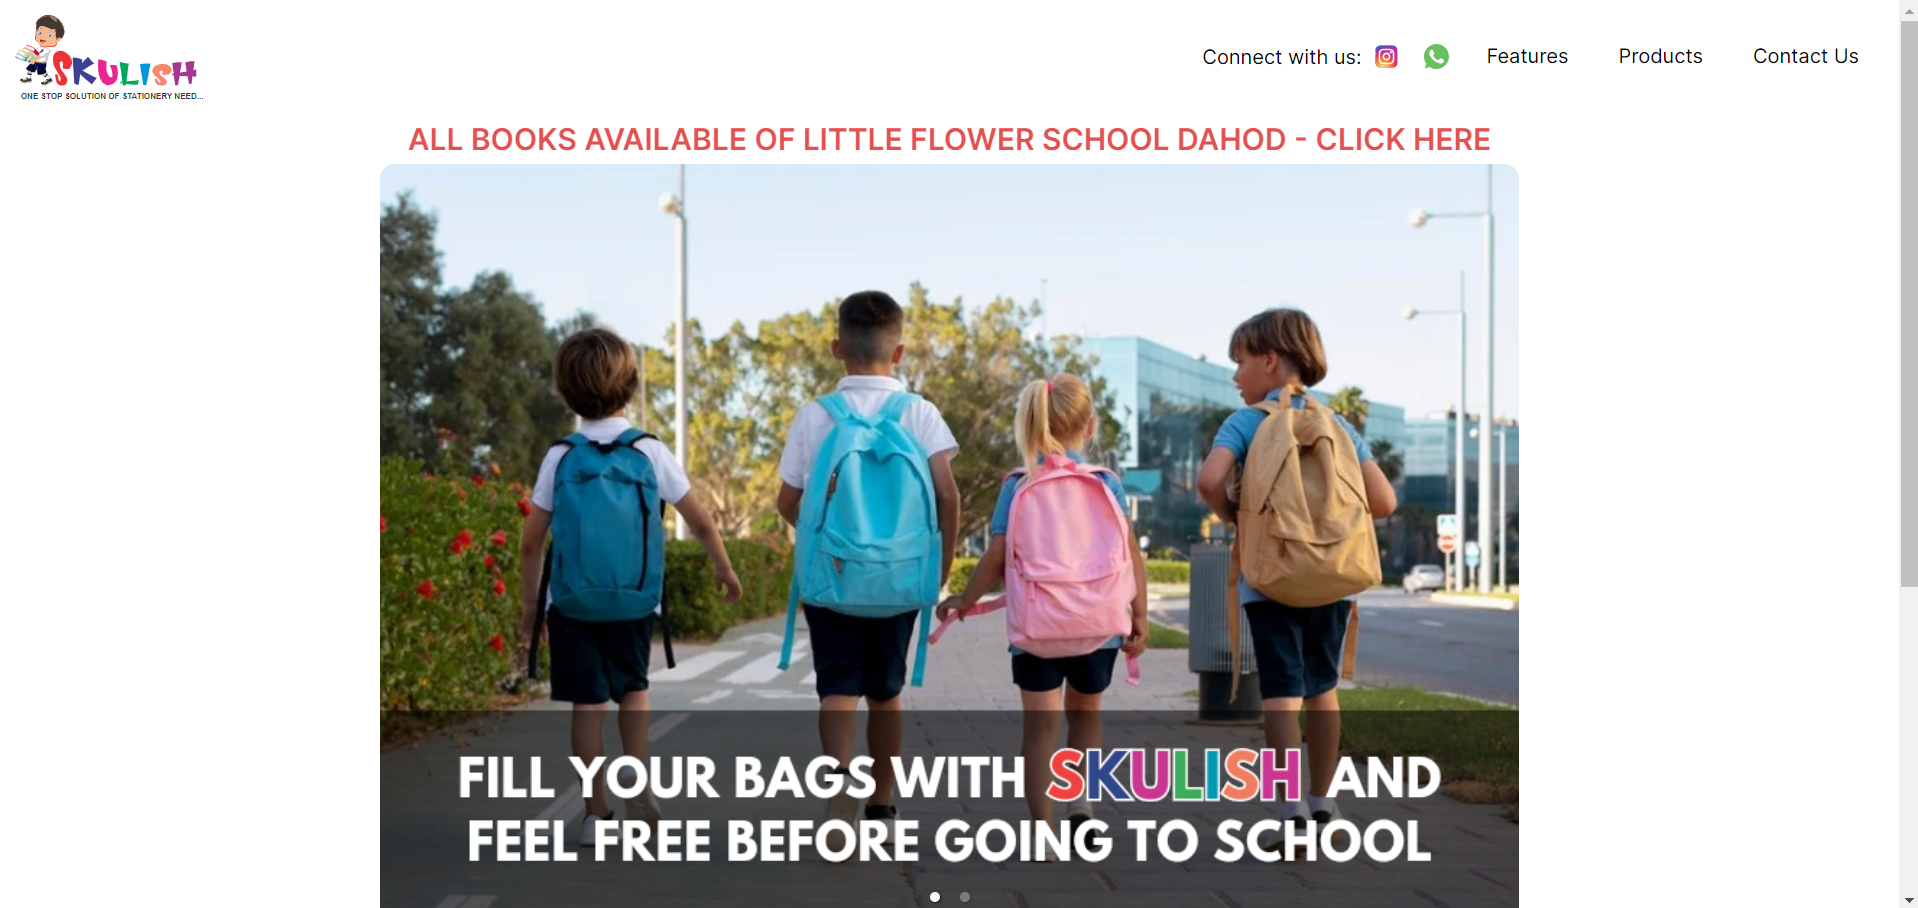 SKULISH
ONE STOP SOLUTION OF STATIONERY NEED...
Connect with us:
Features
Products
Contact Us
ALL BOOKS AVAILABLE OF LITTLE FLOWER SCHOOL DAHOD - CLICK HERE
FILL YOUR BAGS WITH SKULISH AND
FEEL FREE BEFORE GOING TO SCHOOL